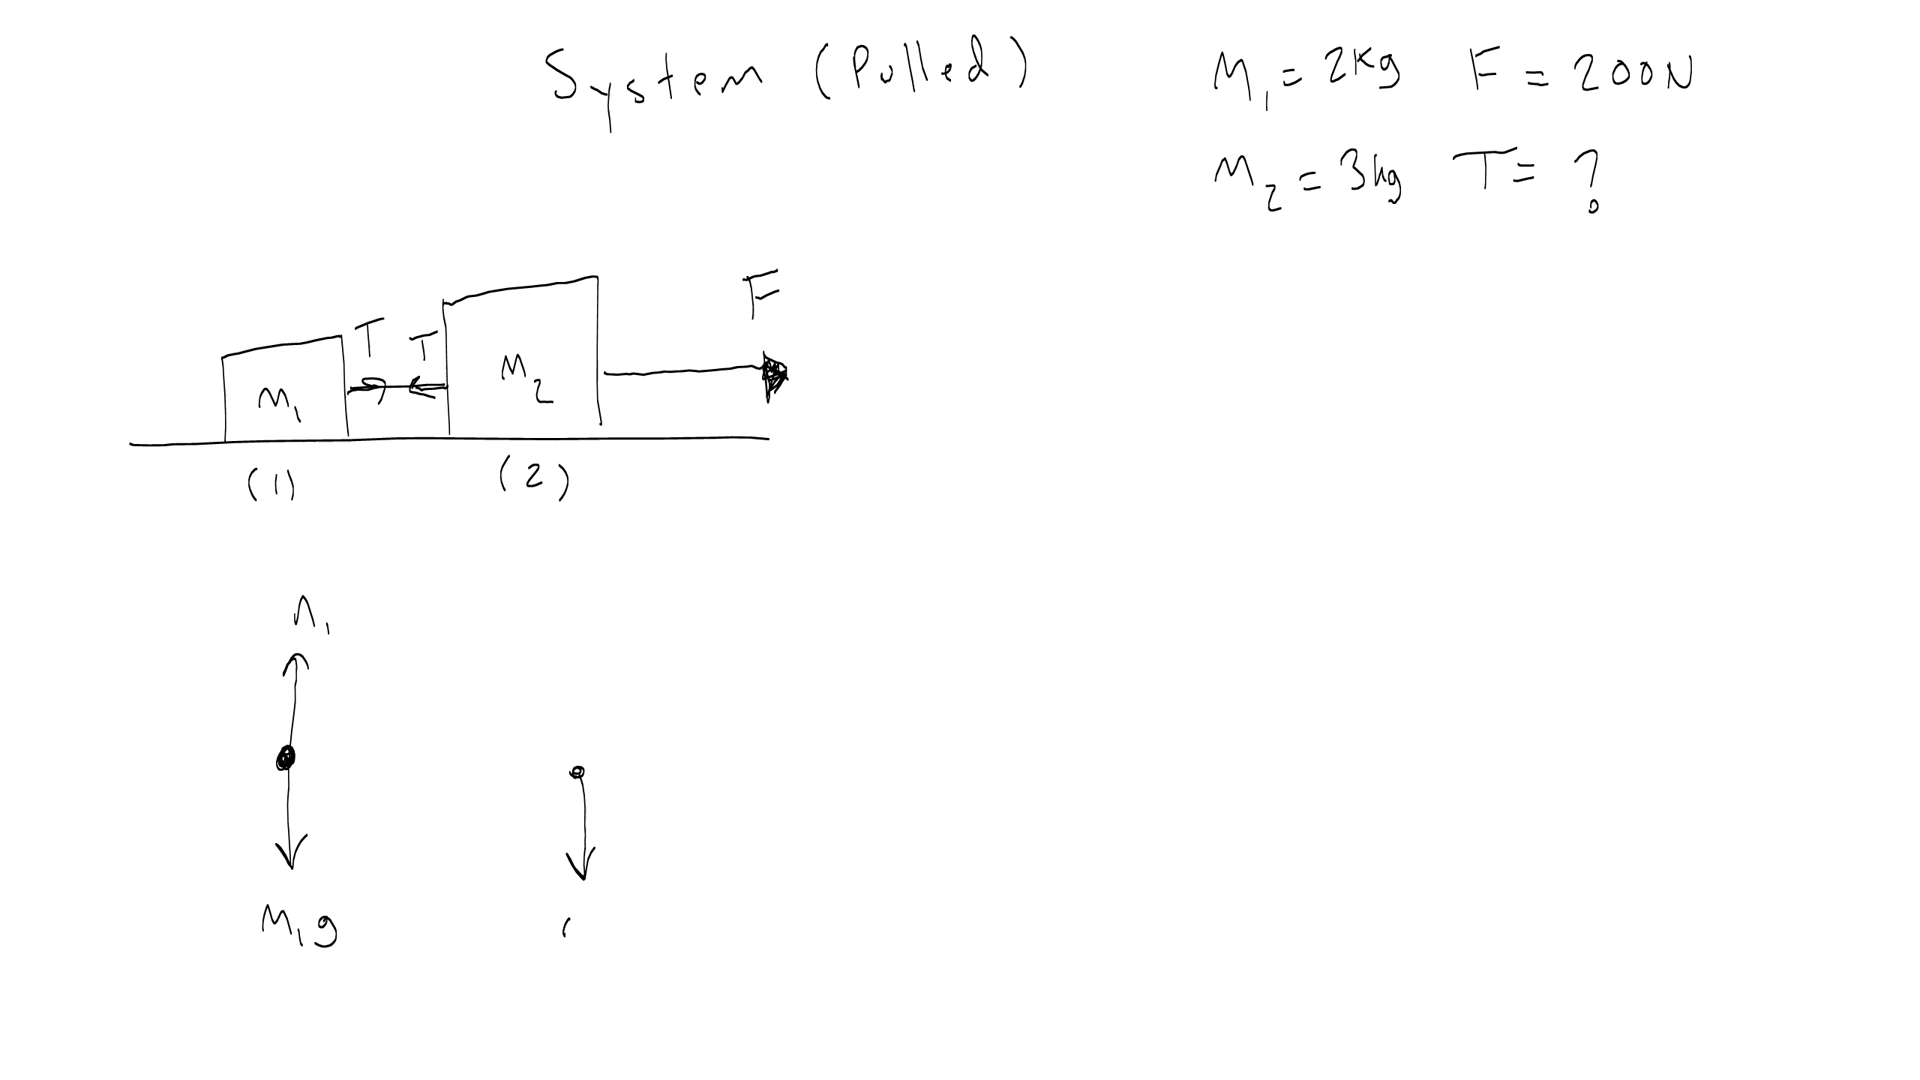 System (Pulled)
M₁ = 2Kg F = 200N
M₂ = 3kg T = ?
F
T T
M₁ M₂
(1) (2)
n₁
M₁g